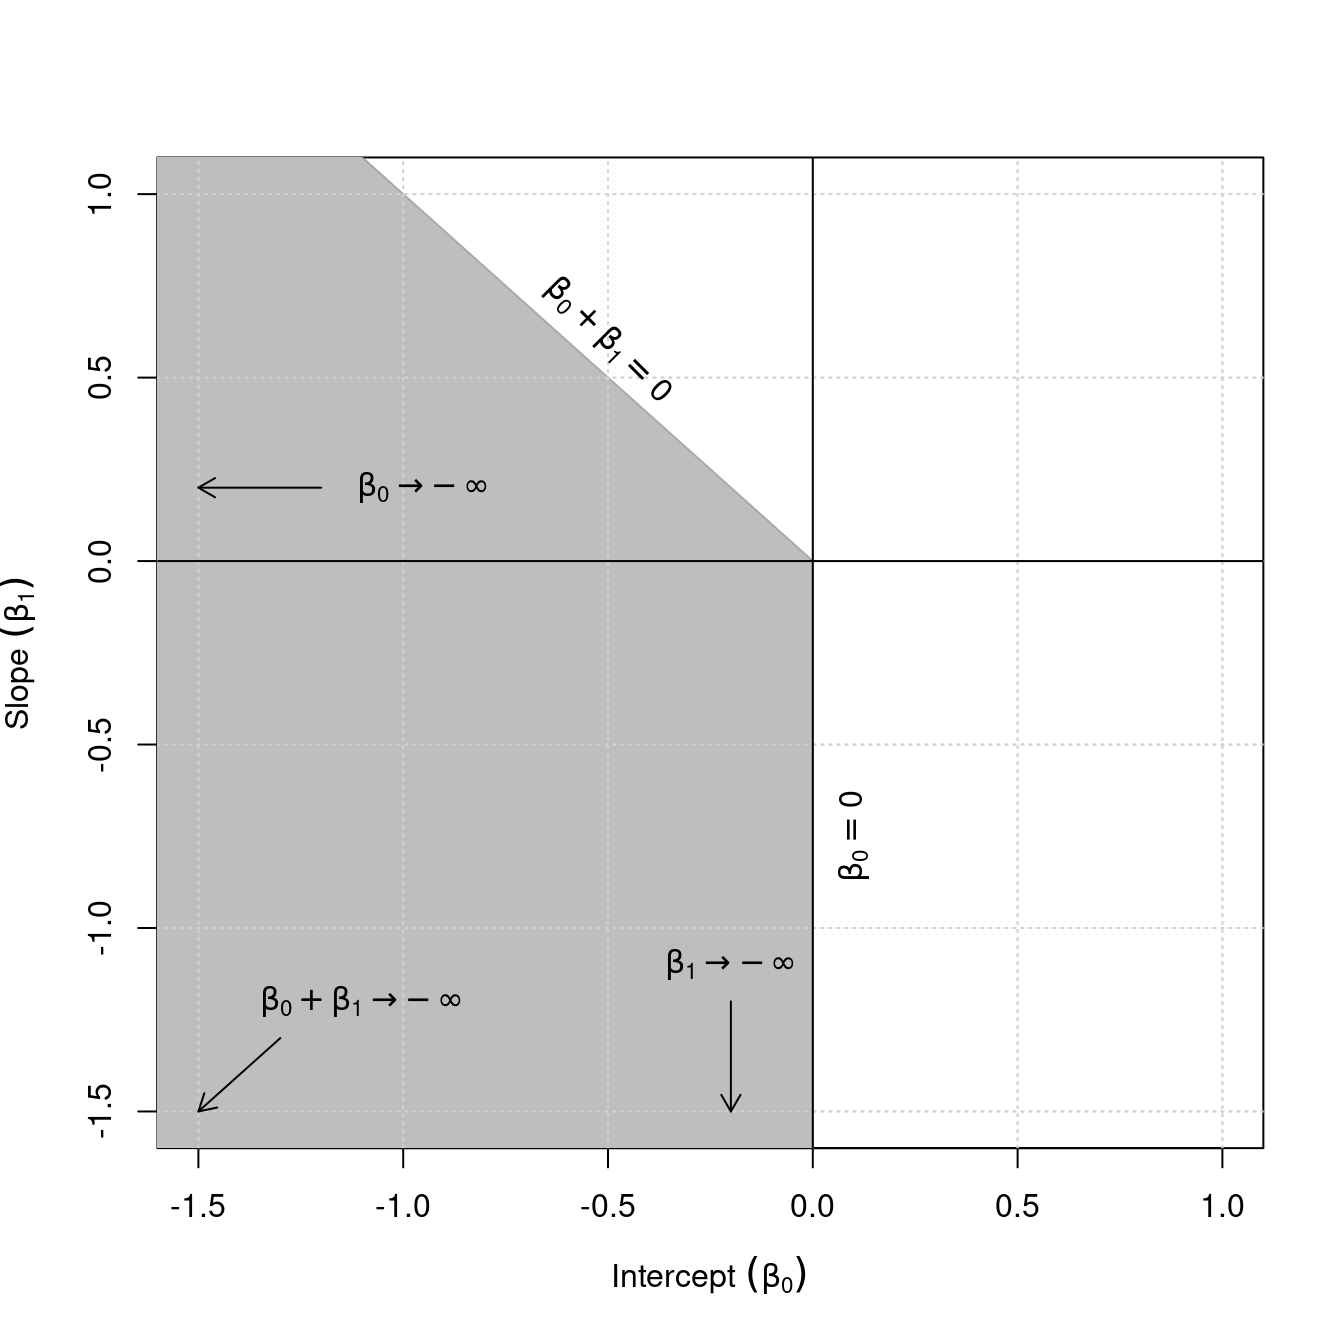 1.0
0.5
0.0
-0.5
-1.0
-1.5
Slope (β₁)
β₀ + β₁ = 0
β₀ → − ∞
β₀ = 0
β₁ → − ∞
β₀ + β₁ → − ∞
-1.5 -1.0 -0.5 0.0 0.5 1.0
Intercept (β₀)